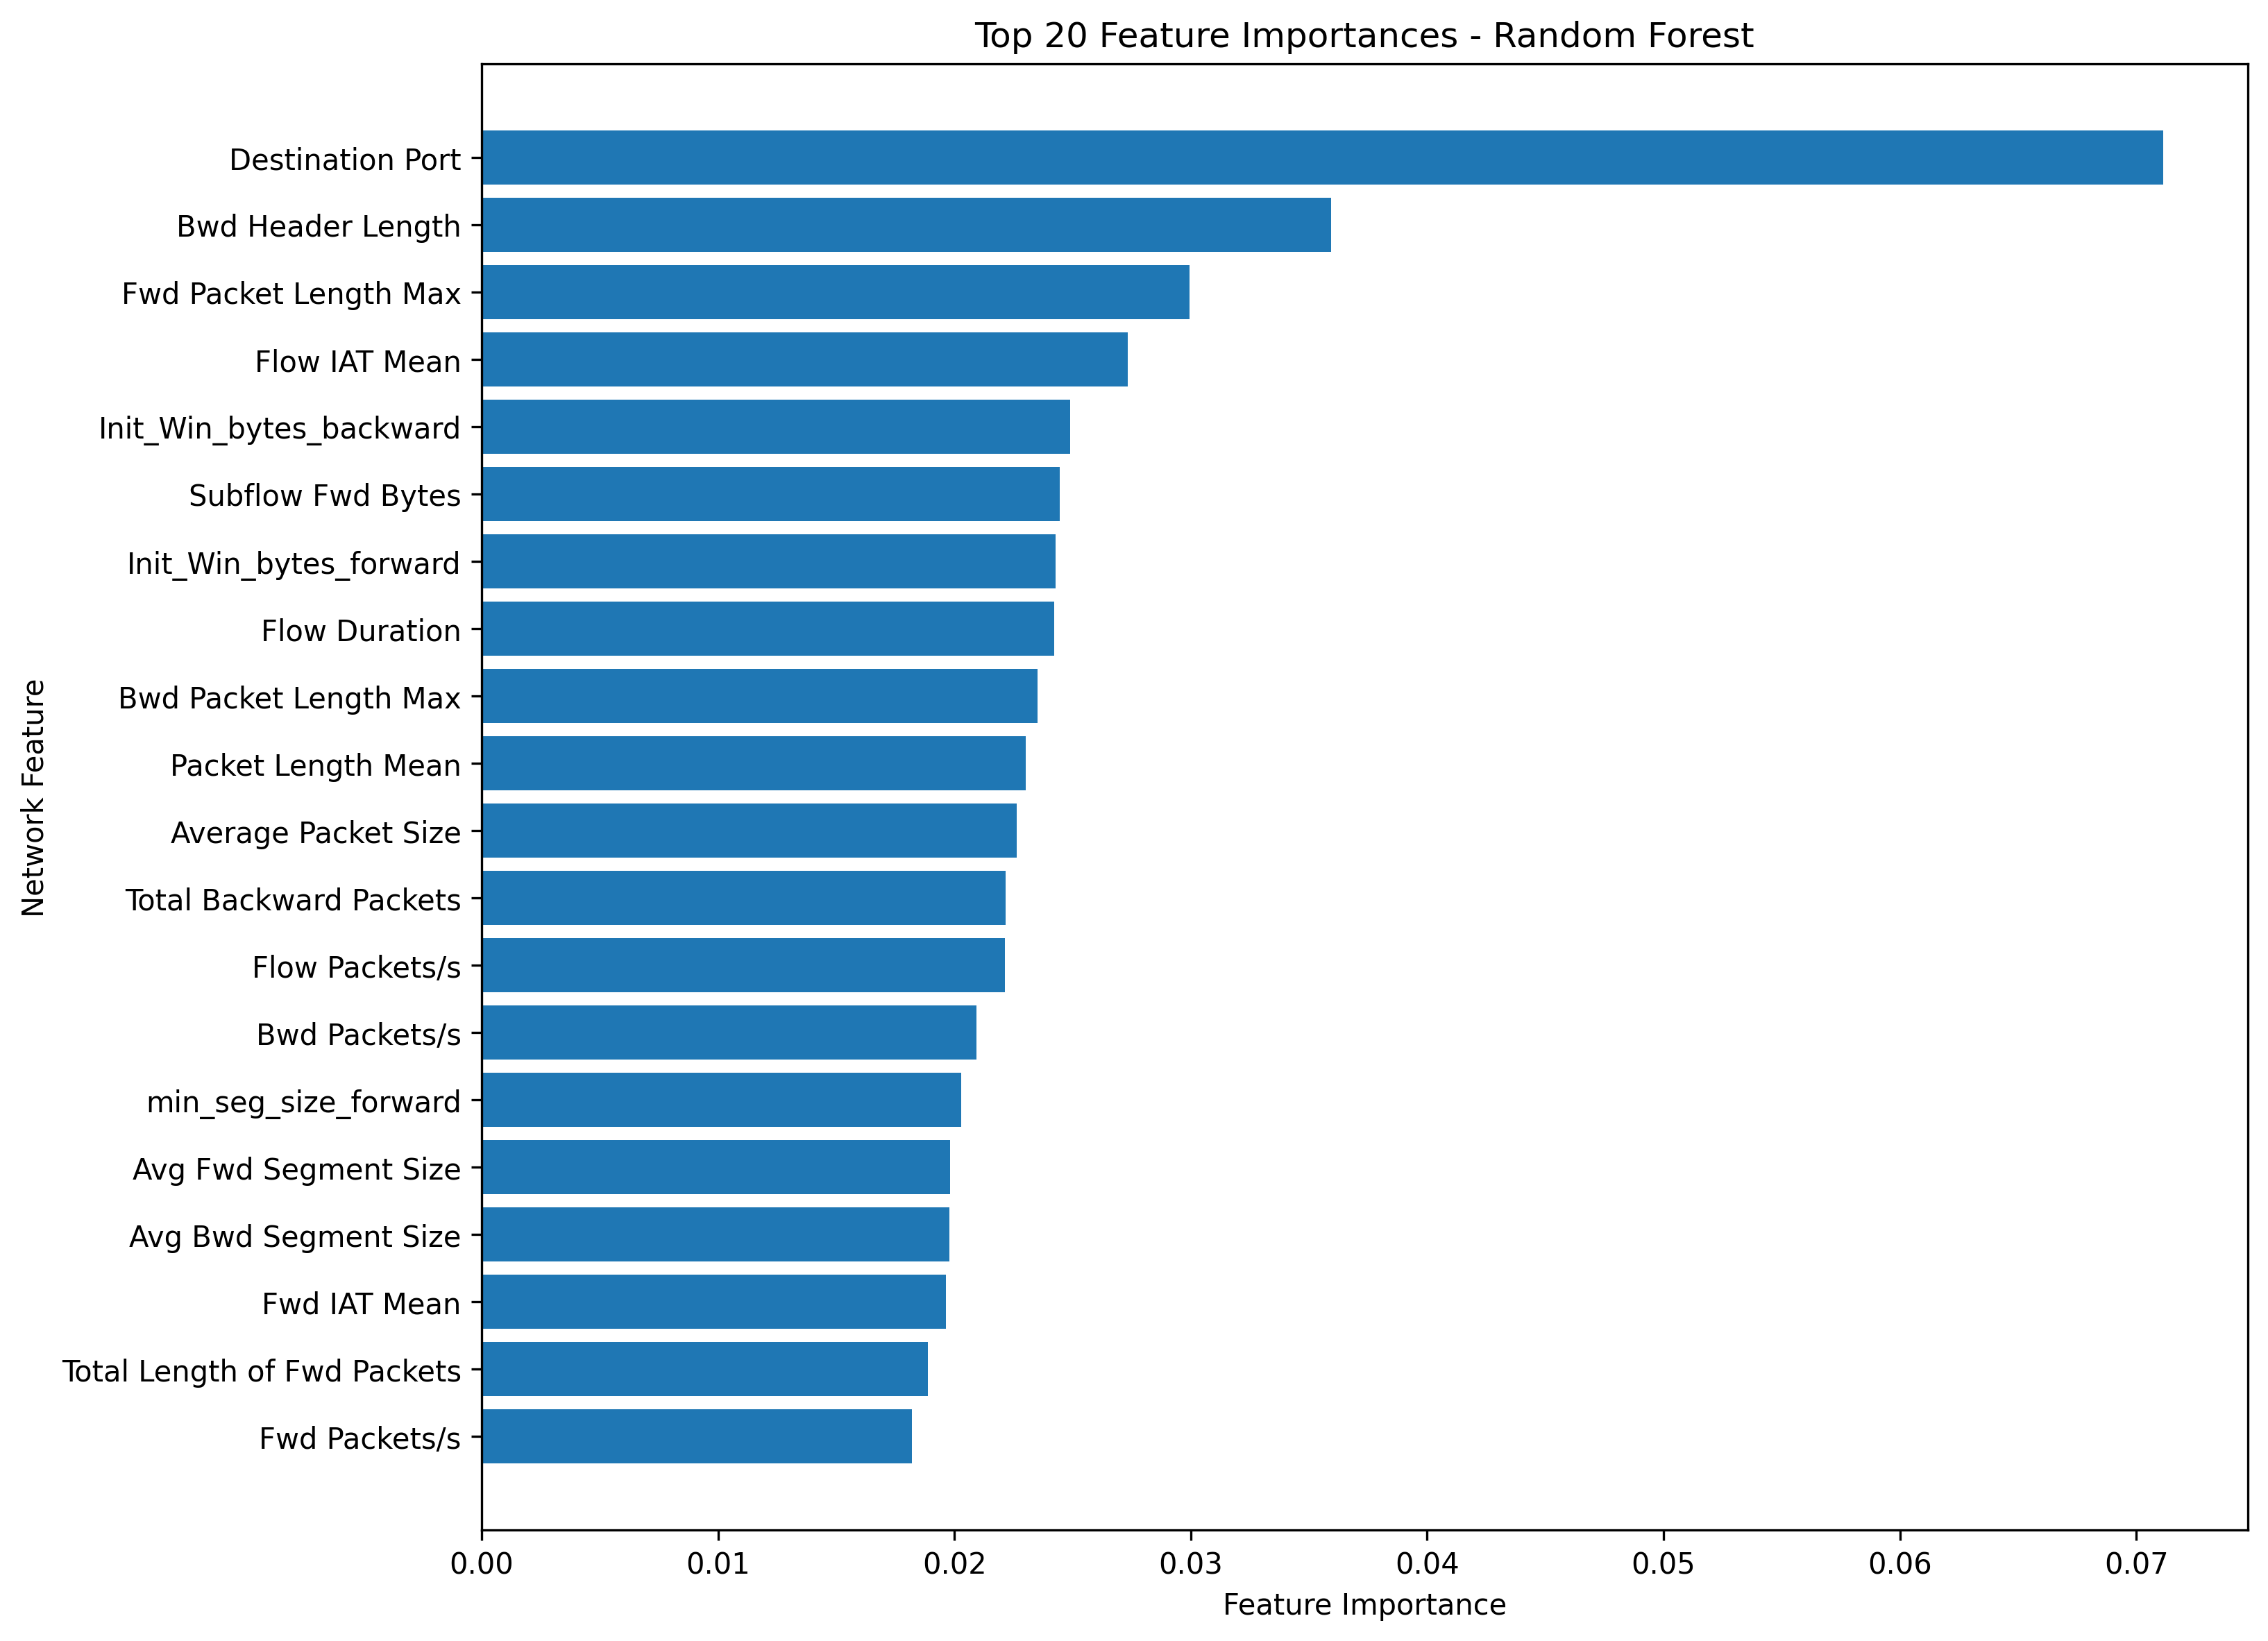 Top 20 Feature Importances - Random Forest
Destination Port
Bwd Header Length
Fwd Packet Length Max
Flow IAT Mean
Init_Win_bytes_backward
Subflow Fwd Bytes
Init_Win_bytes_forward
Flow Duration
Bwd Packet Length Max
Packet Length Mean
Average Packet Size
Total Backward Packets
Flow Packets/s
Bwd Packets/s
min_seg_size_forward
Avg Fwd Segment Size
Avg Bwd Segment Size
Fwd IAT Mean
Total Length of Fwd Packets
Fwd Packets/s
Network Feature
0.00 0.01 0.02 0.03 0.04 0.05 0.06 0.07
Feature Importance